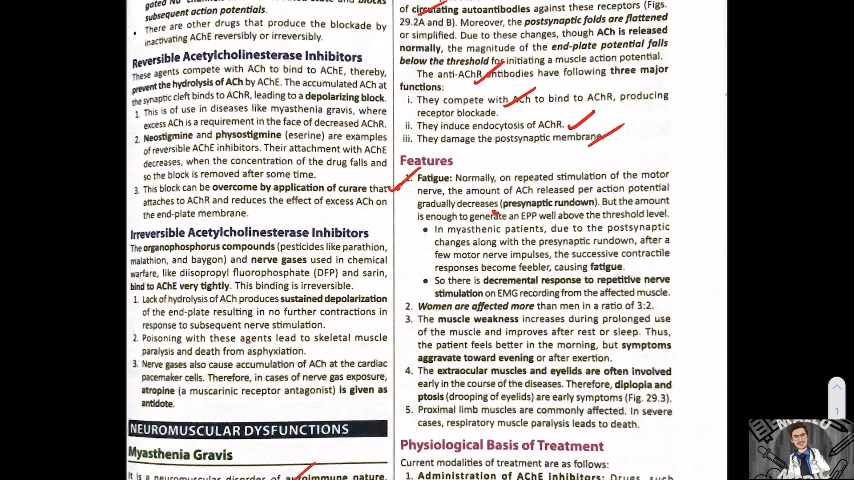 gated Na⁺ channels
subsequent action potentials.
• There are other drugs that produce the blockade by
inactivating AChE reversibly or irreversibly.
Reversible Acetylcholinesterase Inhibitors
These agents compete with ACh to bind to AChE, thereby,
prevent the hydrolysis of ACh by AChE. The accumulated ACh at
the synaptic cleft binds to AChR, leading to a depolarizing block.
1. This is of use in diseases like myasthenia gravis, where
excess ACh is a requirement in the face of decreased AChR.
2. Neostigmine and physostigmine (eserine) are examples
of reversible AChE inhibitors. Their attachment with AChE
decreases, when the concentration of the drug falls and
so the block is removed after some time.
3. This block can be overcome by application of curare that
attaches to AChR and reduces the effect of excess ACh on
the end-plate membrane.
Irreversible Acetylcholinesterase Inhibitors
The organophosphorus compounds (pesticides like parathion,
malathion, and baygon) and nerve gases used in chemical
warfare, like diisopropyl fluorophosphate (DFP) and sarin,
bind to AChE very tightly. This binding is irreversible.
1. Lack of hydrolysis of ACh produces sustained depolarization
of the end-plate resulting in no further contractions in
response to subsequent nerve stimulation.
2. Poisoning with these agents lead to skeletal muscle
paralysis and death from asphyxiation.
3. Nerve gases also cause accumulation of ACh at the cardiac
pacemaker cells. Therefore, in cases of nerve gas exposure,
atropine (a muscarinic receptor antagonist) is given as
antidote.
NEUROMUSCULAR DYSFUNCTIONS
Myasthenia Gravis
It is a neuromuscular disorder of autoimmune nature,
of circulating autoantibodies against these receptors (Figs.
29.2A and B). Moreover, the postsynaptic folds are flattened
or simplified. Due to these changes, though ACh is released
normally, the magnitude of the end-plate potential falls
below the threshold for initiating a muscle action potential.
The anti-AChR antibodies have following three major
functions:
i. They compete with ACh to bind to AChR, producing
receptor blockade.
ii. They induce endocytosis of AChR.
iii. They damage the postsynaptic membrane.
Features
1. Fatigue: Normally, on repeated stimulation of the motor
nerve, the amount of ACh released per action potential
gradually decreases (presynaptic rundown). But the amount
is enough to generate an EPP well above the threshold level.
• In myasthenic patients, due to the postsynaptic
changes along with the presynaptic rundown, after a
few motor nerve impulses, the successive contractile
responses become feebler, causing fatigue.
• So there is decremental response to repetitive nerve
stimulation on EMG recording from the affected muscle.
2. Women are affected more than men in a ratio of 3:2.
3. The muscle weakness increases during prolonged use
of the muscle and improves after rest or sleep. Thus,
the patient feels better in the morning, but symptoms
aggravate toward evening or after exertion.
4. The extraocular muscles and eyelids are often involved
early in the course of the diseases. Therefore, diplopia and
ptosis (drooping of eyelids) are early symptoms (Fig. 29.3).
5. Proximal limb muscles are commonly affected. In severe
cases, respiratory muscle paralysis leads to death.
Physiological Basis of Treatment
Current modalities of treatment are as follows:
1. Administration of AChE inhibitors: Drugs, such
1